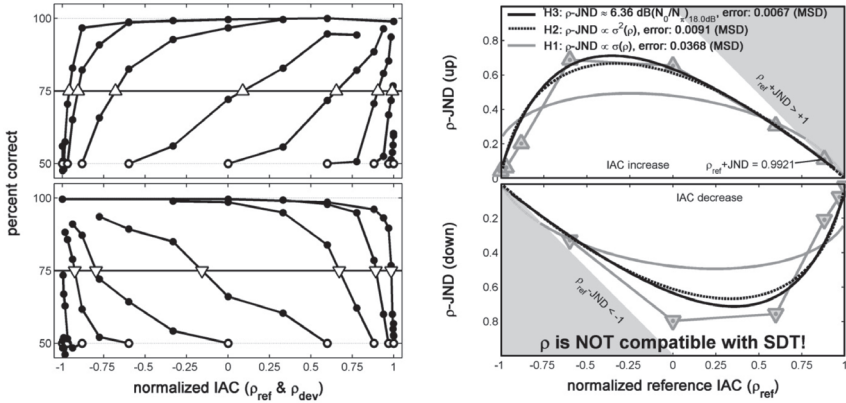 100
75
50
100
75
50
percent correct
-1 -0.75 -0.5 -0.25 0 0.25 0.5 0.75 1
normalized IAC (ρref & ρdev)
H3: ρ-JND ≈ 6.36 dB(N0/Nπ)18.0dB, error: 0.0067 (MSD)
H2: ρ-JND ∝ σ²(ρ), error: 0.0091 (MSD)
H1: ρ-JND ∝ σ(ρ), error: 0.0368 (MSD)
0.8
0.6
0.4
0.2
0
ρ-JND (up)
ρref+JND > +1
IAC increase
ρref+JND = 0.9921
IAC decrease
0.2
0.4
0.6
0.8
ρ-JND (down)
ρref-JND < -1
ρ is NOT compatible with SDT!
-1 -0.75 -0.5 -0.25 0 0.25 0.5 0.75 1
normalized reference IAC (ρref)